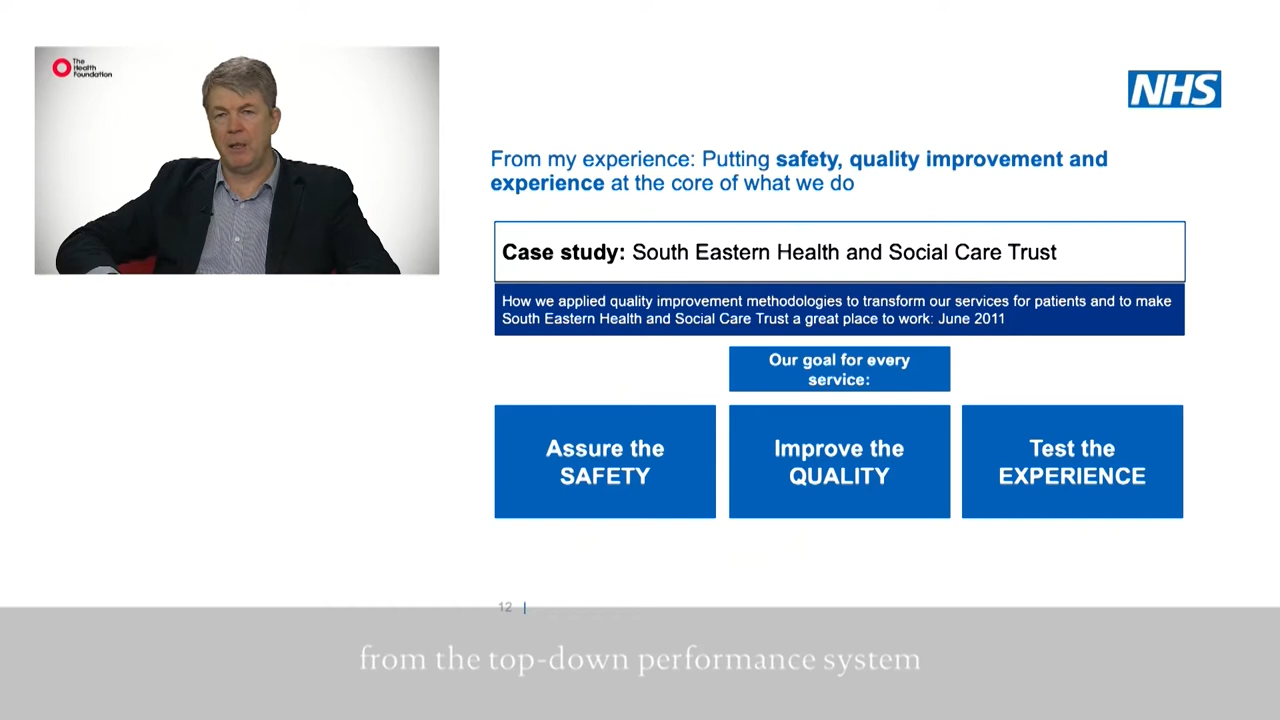 The
Health
Foundation
NHS
From my experience: Putting safety, quality improvement and
experience at the core of what we do
Case study: South Eastern Health and Social Care Trust
How we applied quality improvement methodologies to transform our services for patients and to make
South Eastern Health and Social Care Trust a great place to work: June 2011
Our goal for every
service:
Assure the
SAFETY
Improve the
QUALITY
Test the
EXPERIENCE
12 |
from the top-down performance system